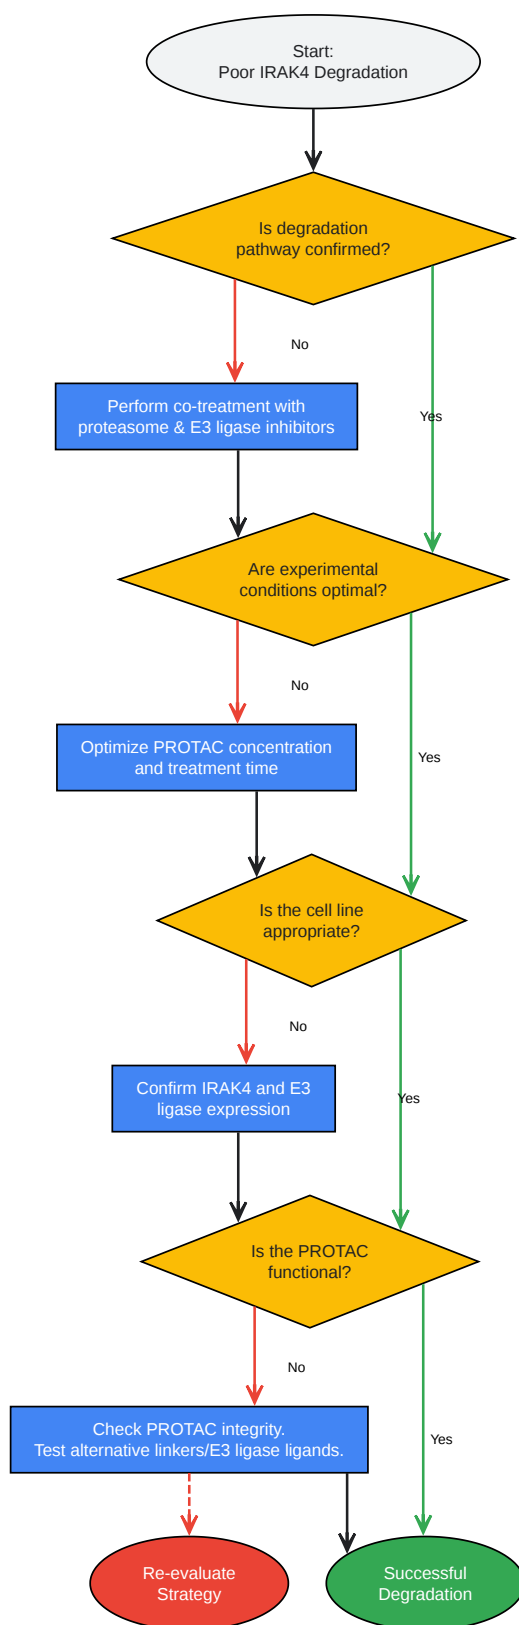 Start:
Poor IRAK4 Degradation
Is degradation
pathway confirmed?
No
Yes
Perform co-treatment with
proteasome & E3 ligase inhibitors
Are experimental
conditions optimal?
No
Yes
Optimize PROTAC concentration
and treatment time
Is the cell line
appropriate?
No
Yes
Confirm IRAK4 and E3
ligase expression
Is the PROTAC
functional?
No
Yes
Check PROTAC integrity.
Test alternative linkers/E3 ligase ligands.
Re-evaluate
Strategy
Successful
Degradation